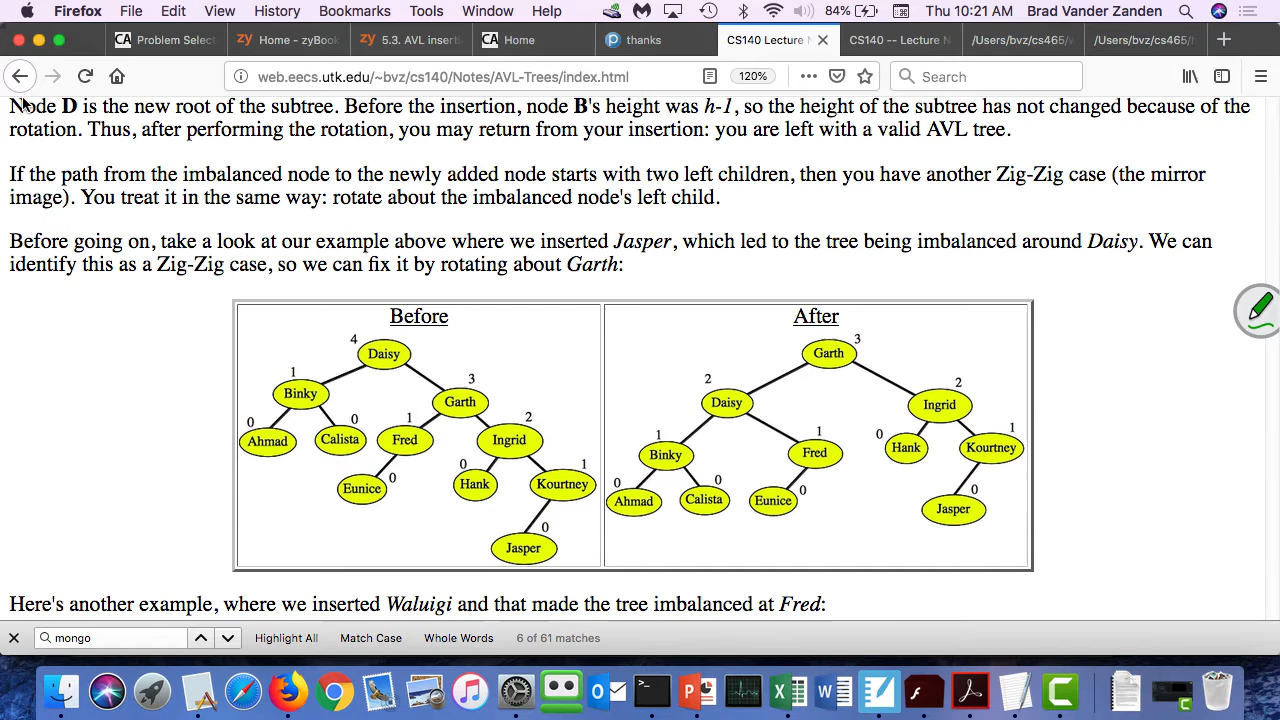 Firefox File Edit View History Bookmarks Tools Window Help 84% Thu 10:21 AM Brad Vander Zanden
CA Problem Select zy Home - zyBook zy 5.3. AVL inserti CA Home thanks CS140 Lecture N CS140 -- Lecture N /Users/bvz/cs465/w /Users/bvz/cs465/h
web.eecs.utk.edu/~bvz/cs140/Notes/AVL-Trees/index.html 120% Search
Node D is the new root of the subtree. Before the insertion, node B's height was h-1, so the height of the subtree has not changed because of the
rotation. Thus, after performing the rotation, you may return from your insertion: you are left with a valid AVL tree.
If the path from the imbalanced node to the newly added node starts with two left children, then you have another Zig-Zig case (the mirror
image). You treat it in the same way: rotate about the imbalanced node's left child.
Before going on, take a look at our example above where we inserted Jasper, which led to the tree being imbalanced around Daisy. We can
identify this as a Zig-Zig case, so we can fix it by rotating about Garth:
Before
4
Daisy
1 3
Binky Garth
0 0 1 2
Ahmad Calista Fred Ingrid
0 0 1
Eunice Hank Kourtney
0
Jasper
After
3
Garth
2 2
Daisy Ingrid
1 1 0 1
Binky Fred Hank Kourtney
0 0 0 0
Ahmad Calista Eunice Jasper
Here's another example, where we inserted Waluigi and that made the tree imbalanced at Fred:
mongo Highlight All Match Case Whole Words 6 of 61 matches